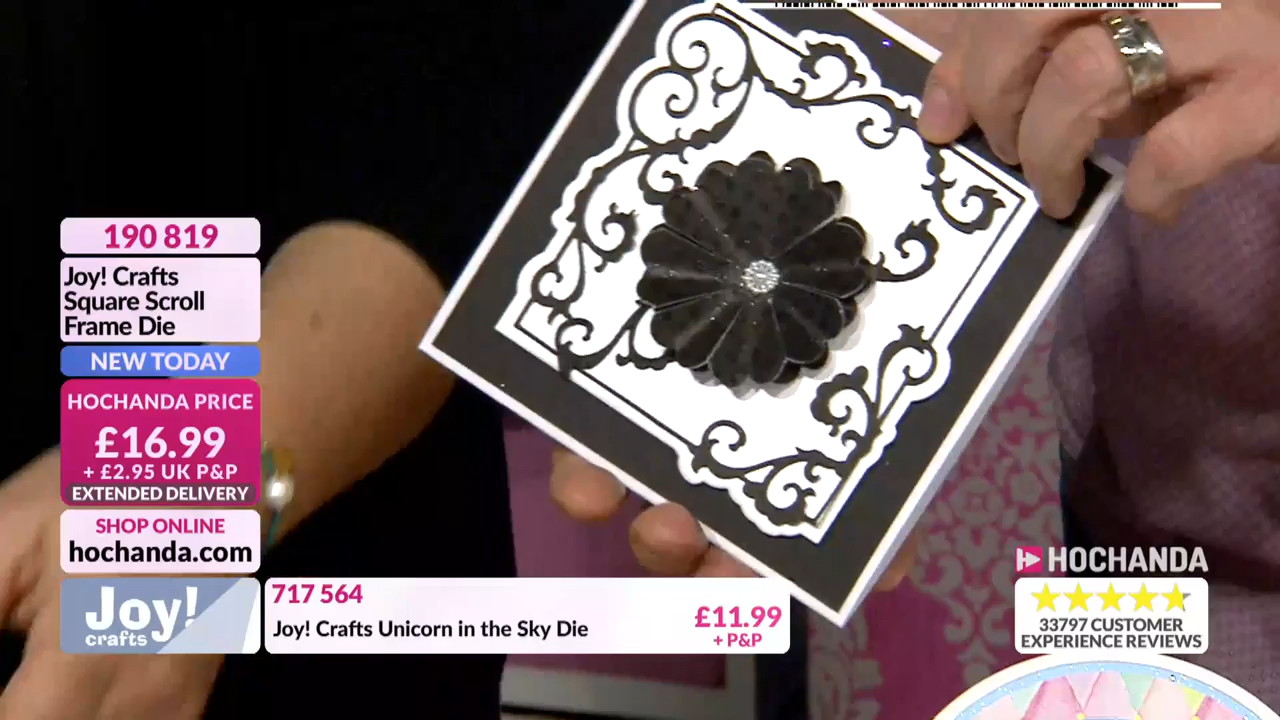 190 819
Joy! Crafts
Square Scroll
Frame Die
NEW TODAY
HOCHANDA PRICE
£16.99
+ £2.95 UK P&P
EXTENDED DELIVERY
SHOP ONLINE
hochanda.com
Joy!
crafts
717 564
Joy! Crafts Unicorn in the Sky Die
£11.99
+ P&P
HOCHANDA
33797 CUSTOMER
EXPERIENCE REVIEWS